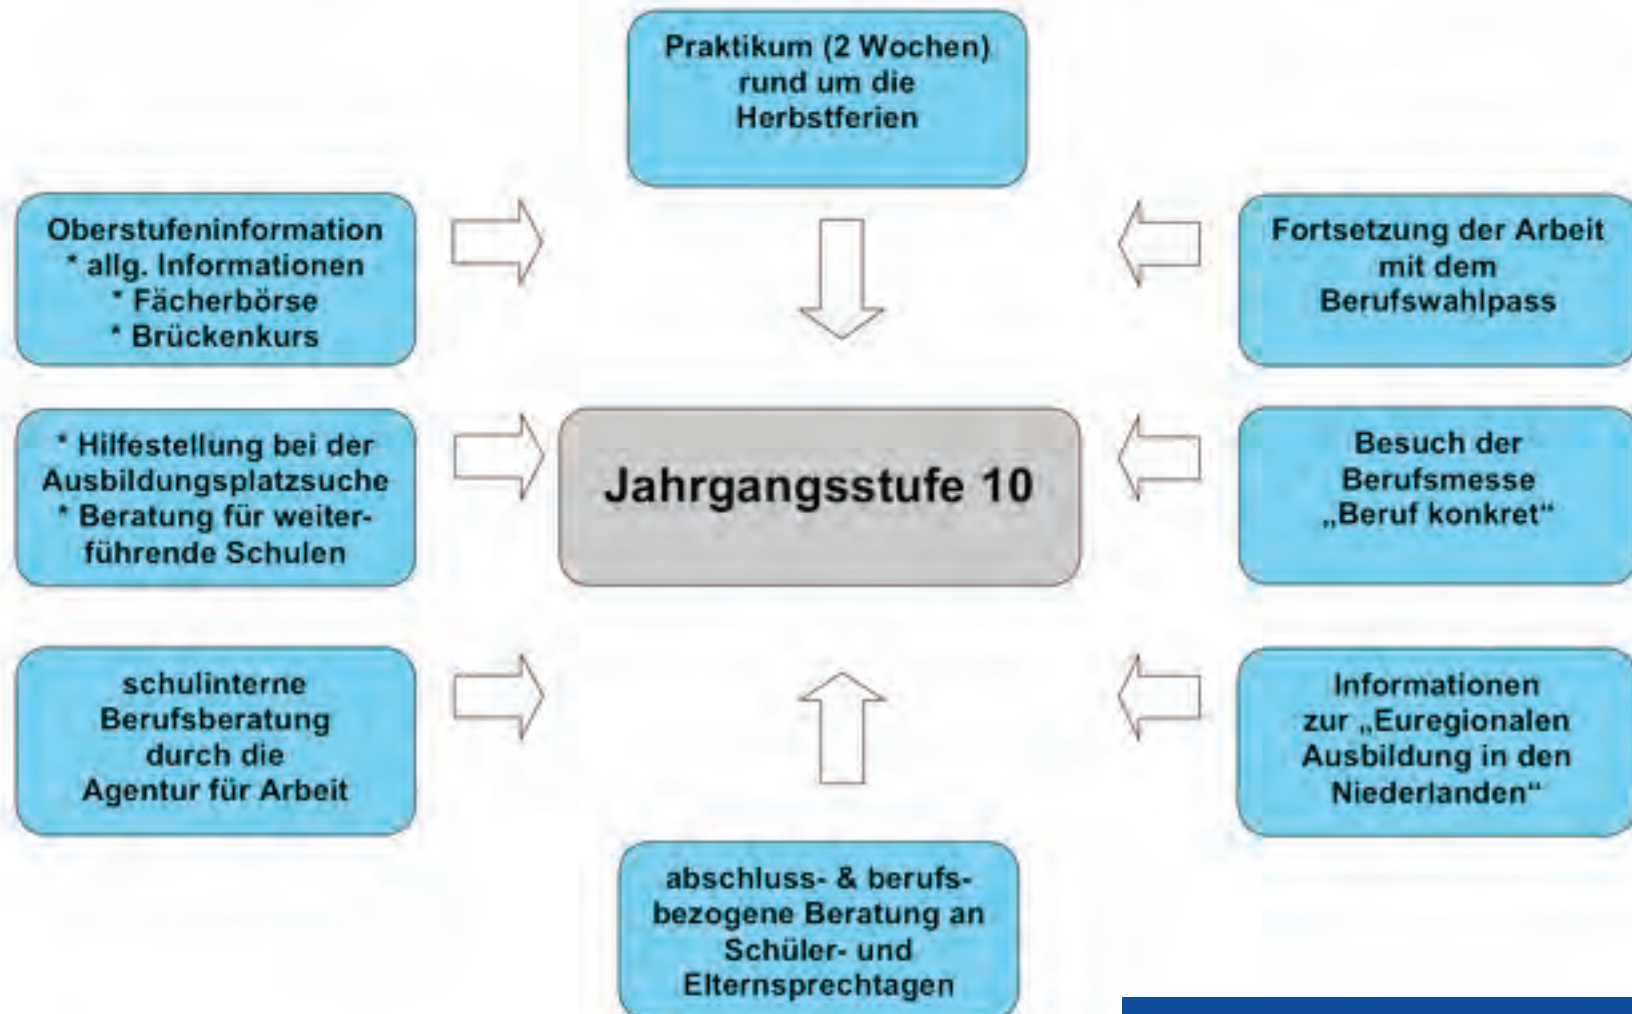 Praktikum (2 Wochen)
rund um die
Herbstferien
Oberstufeninformation
* allg. Informationen
* Fächerbörse
* Brückenkurs
Fortsetzung der Arbeit
mit dem
Berufswahlpass
* Hilfestellung bei der
Ausbildungsplatzsuche
* Beratung für weiter-
führende Schulen
Jahrgangsstufe 10
Besuch der
Berufsmesse
„Beruf konkret“
schulinterne
Berufsberatung
durch die
Agentur für Arbeit
Informationen
zur „Euregionalen
Ausbildung in den
Niederlanden“
abschluss- & berufs-
bezogene Beratung an
Schüler- und
Elternsprechtagen